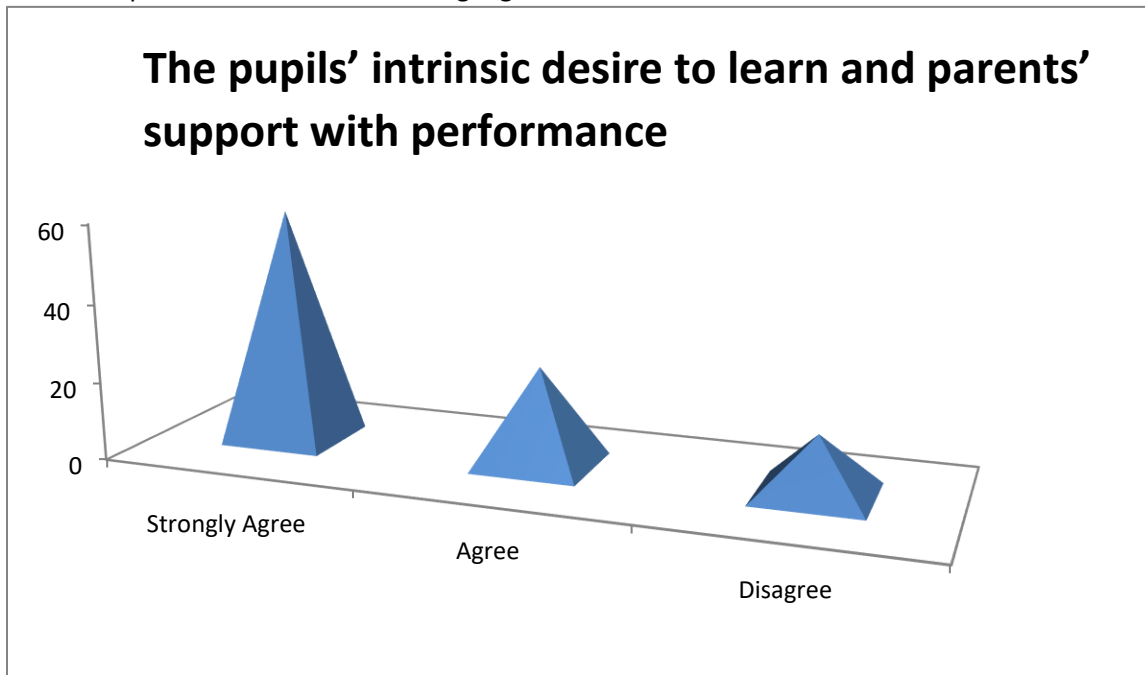 The pupils’ intrinsic desire to learn and parents’
support with performance
60
40
20
0
Strongly Agree
Agree
Disagree